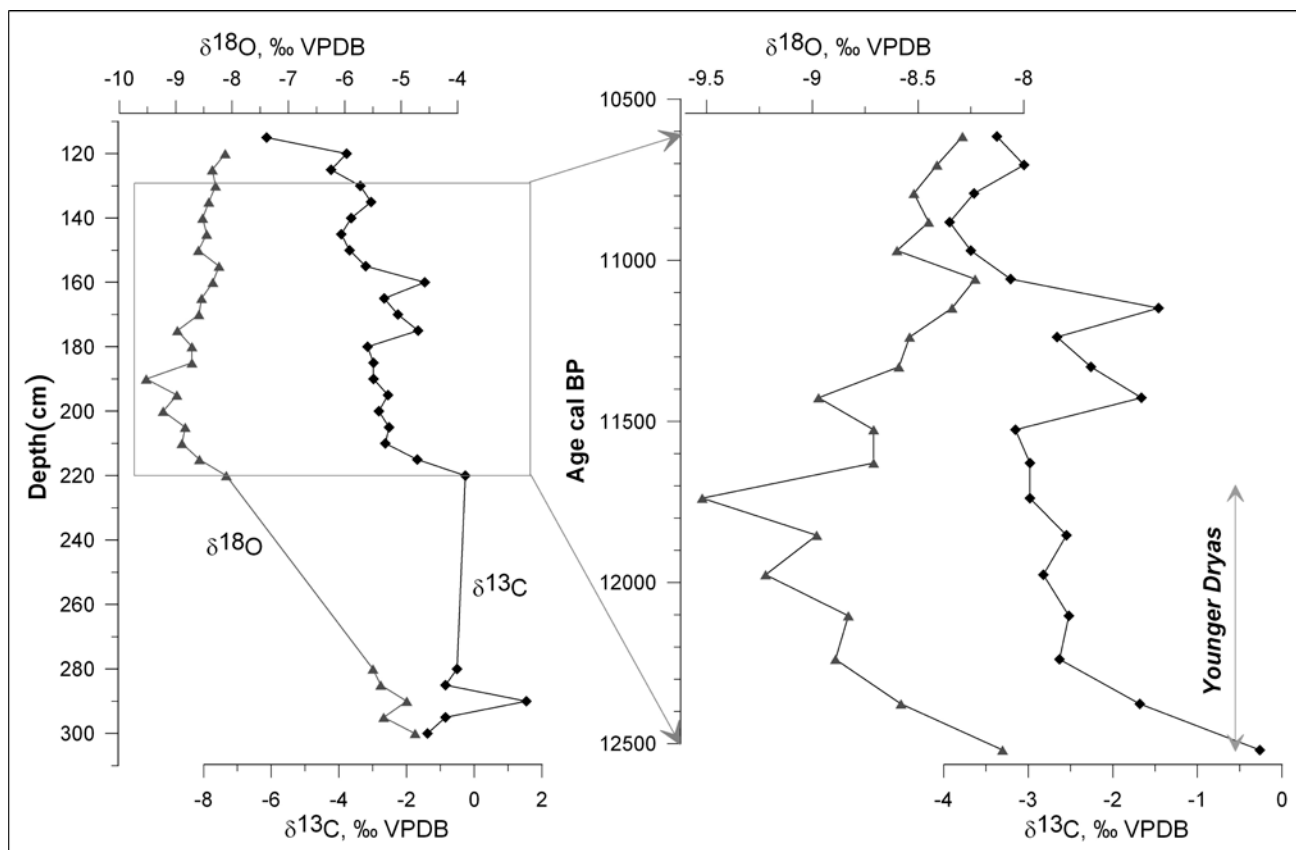 δ18O, ‰ VPDB
-10 -9 -8 -7 -6 -5 -4
120
140
160
180
200
220
240
260
280
300
Depth(cm)
δ18O
δ13C
-8 -6 -4 -2 0 2
δ13C, ‰ VPDB
δ18O, ‰ VPDB
-9.5 -9 -8.5 -8
10500
11000
11500
12000
12500
Age cal BP
Younger Dryas
-4 -3 -2 -1 0
δ13C, ‰ VPDB